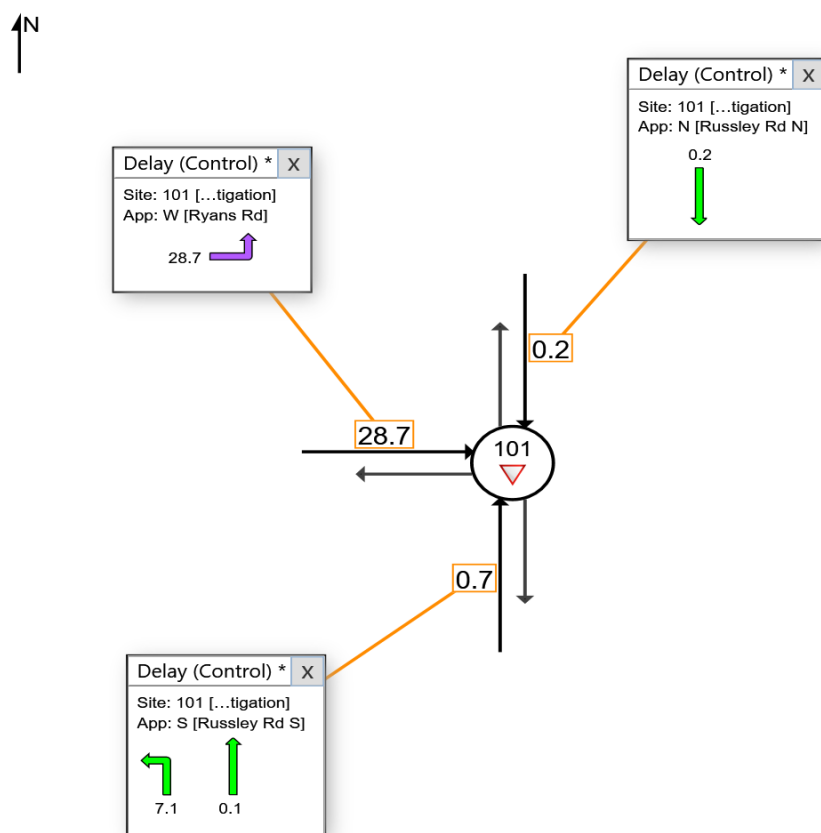 N
Delay (Control) * X
Site: 101 [...tigation]
App: N [Russley Rd N]
0.2
Delay (Control) * X
Site: 101 [...tigation]
App: W [Ryans Rd]
28.7
0.2
28.7
101
0.7
Delay (Control) * X
Site: 101 [...tigation]
App: S [Russley Rd S]
7.1 0.1